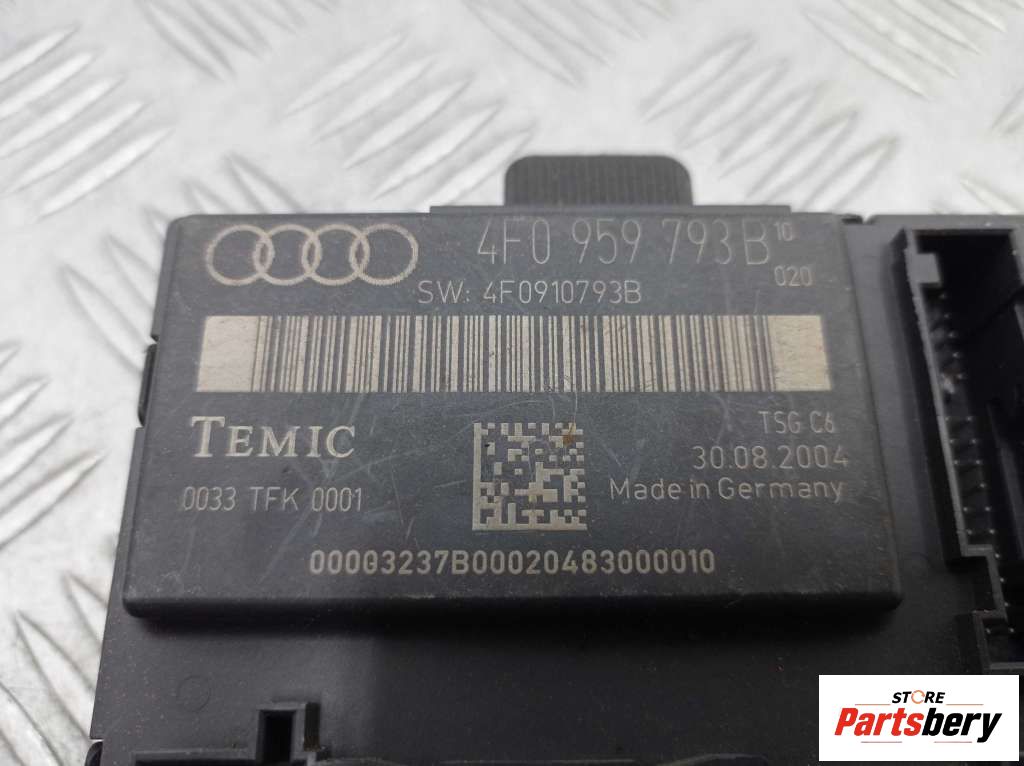 4F0 959 793B 10
020
SW: 4F0910793B
TEMIC
TSG C6
30.08.2004
0033 TFK 0001
Made in Germany
00003237B00020483000010
STORE
Partsbery